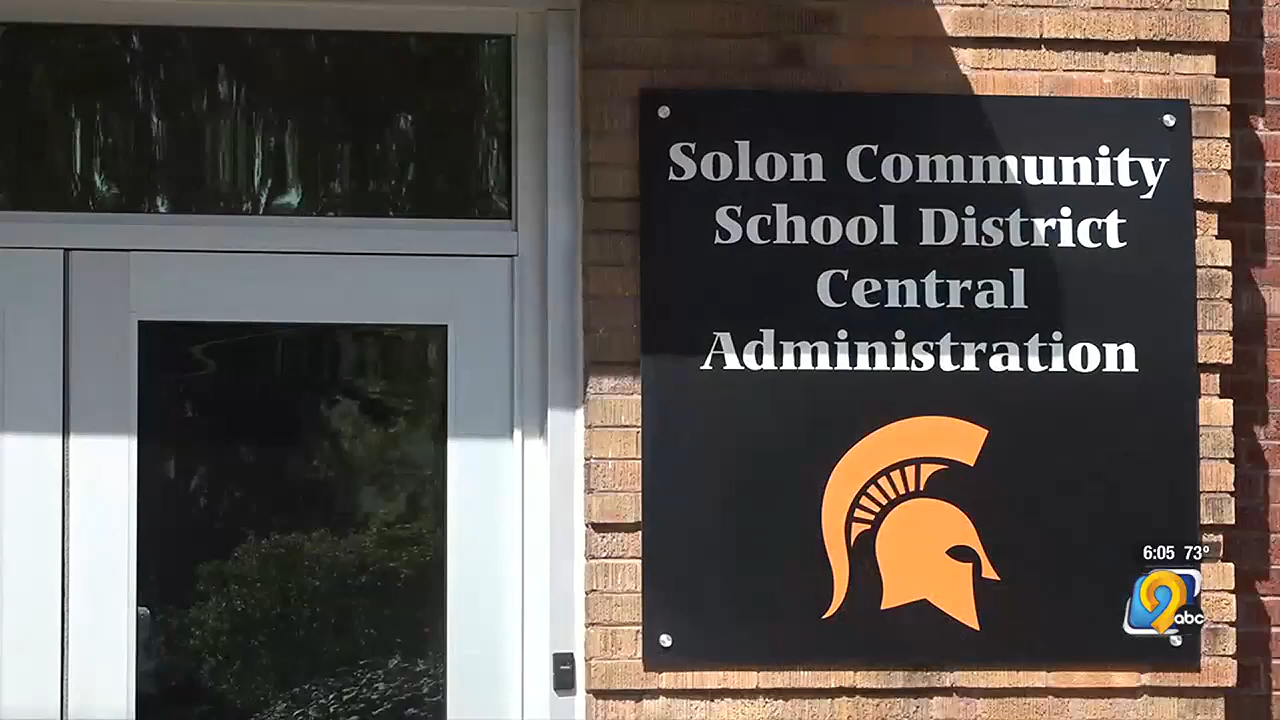 Solon Community
School District
Central
Administration
6:05 73°
9
abc